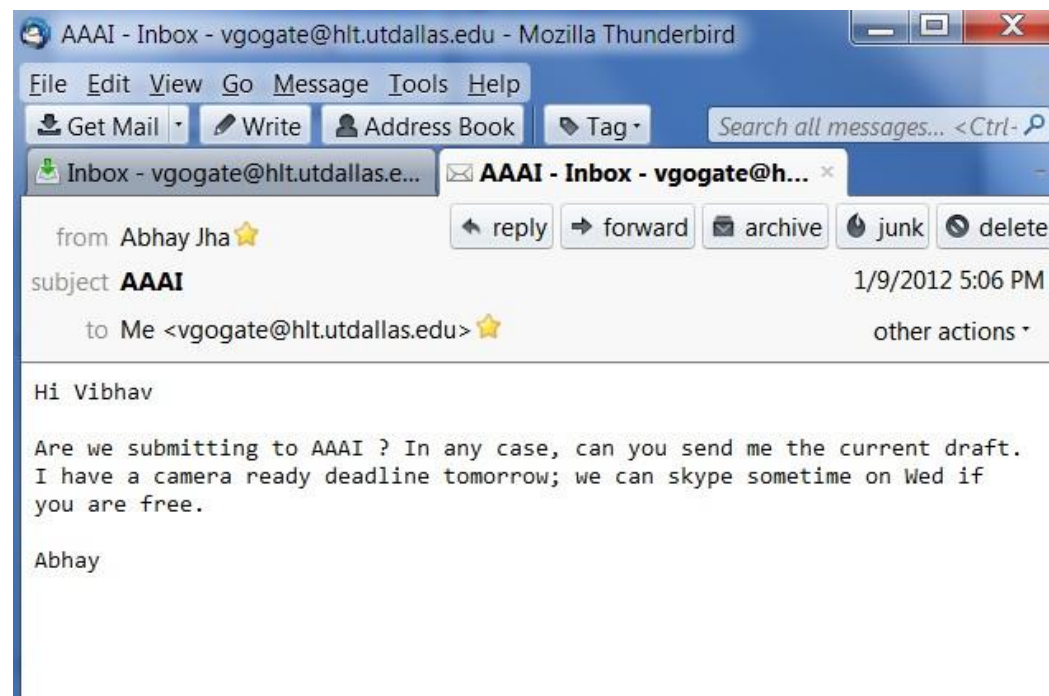 AAAI - Inbox - vgogate@hlt.utdallas.edu - Mozilla Thunderbird
File Edit View Go Message Tools Help
Get Mail Write Address Book Tag Search all messages... <Ctrl-
Inbox - vgogate@hlt.utdallas.e... AAAI - Inbox - vgogate@h...
from Abhay Jha reply forward archive junk delete
subject AAAI 1/9/2012 5:06 PM
to Me <vgogate@hlt.utdallas.edu> other actions
Hi Vibhav
Are we submitting to AAAI ? In any case, can you send me the current draft.
I have a camera ready deadline tomorrow; we can skype sometime on Wed if
you are free.
Abhay